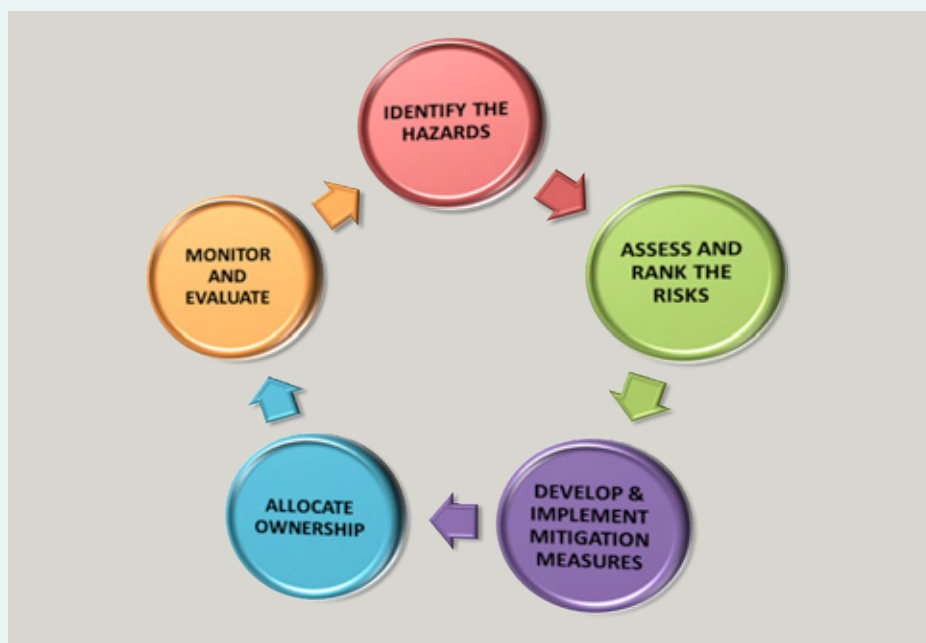 IDENTIFY THE
HAZARDS
ASSESS AND
RANK THE
RISKS
DEVELOP &
IMPLEMENT
MITIGATION
MEASURES
ALLOCATE
OWNERSHIP
MONITOR
AND
EVALUATE